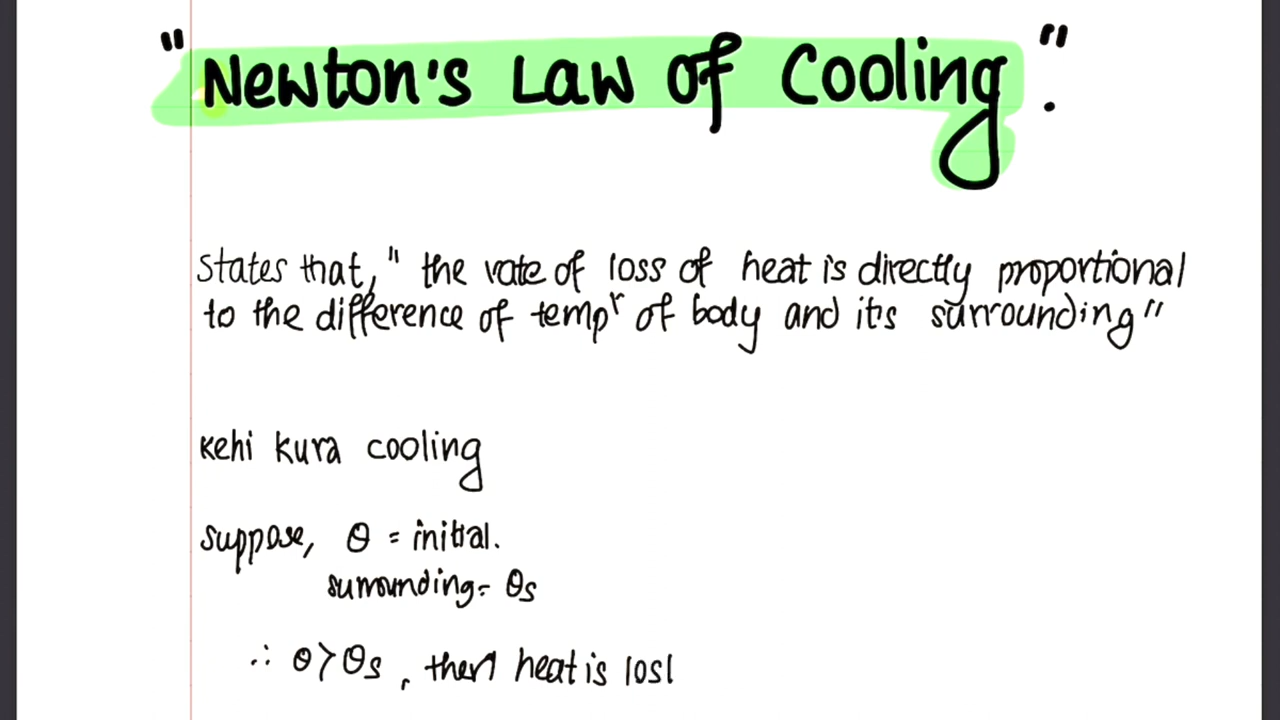 "Newton's Law of Cooling".
states that, " the rate of loss of heat is directly proportional
to the difference of tempr of body and it's surrounding"
Kehi kura cooling
suppose, θ = initial.
surrounding = θs
∴ θ > θs , then heat is lost